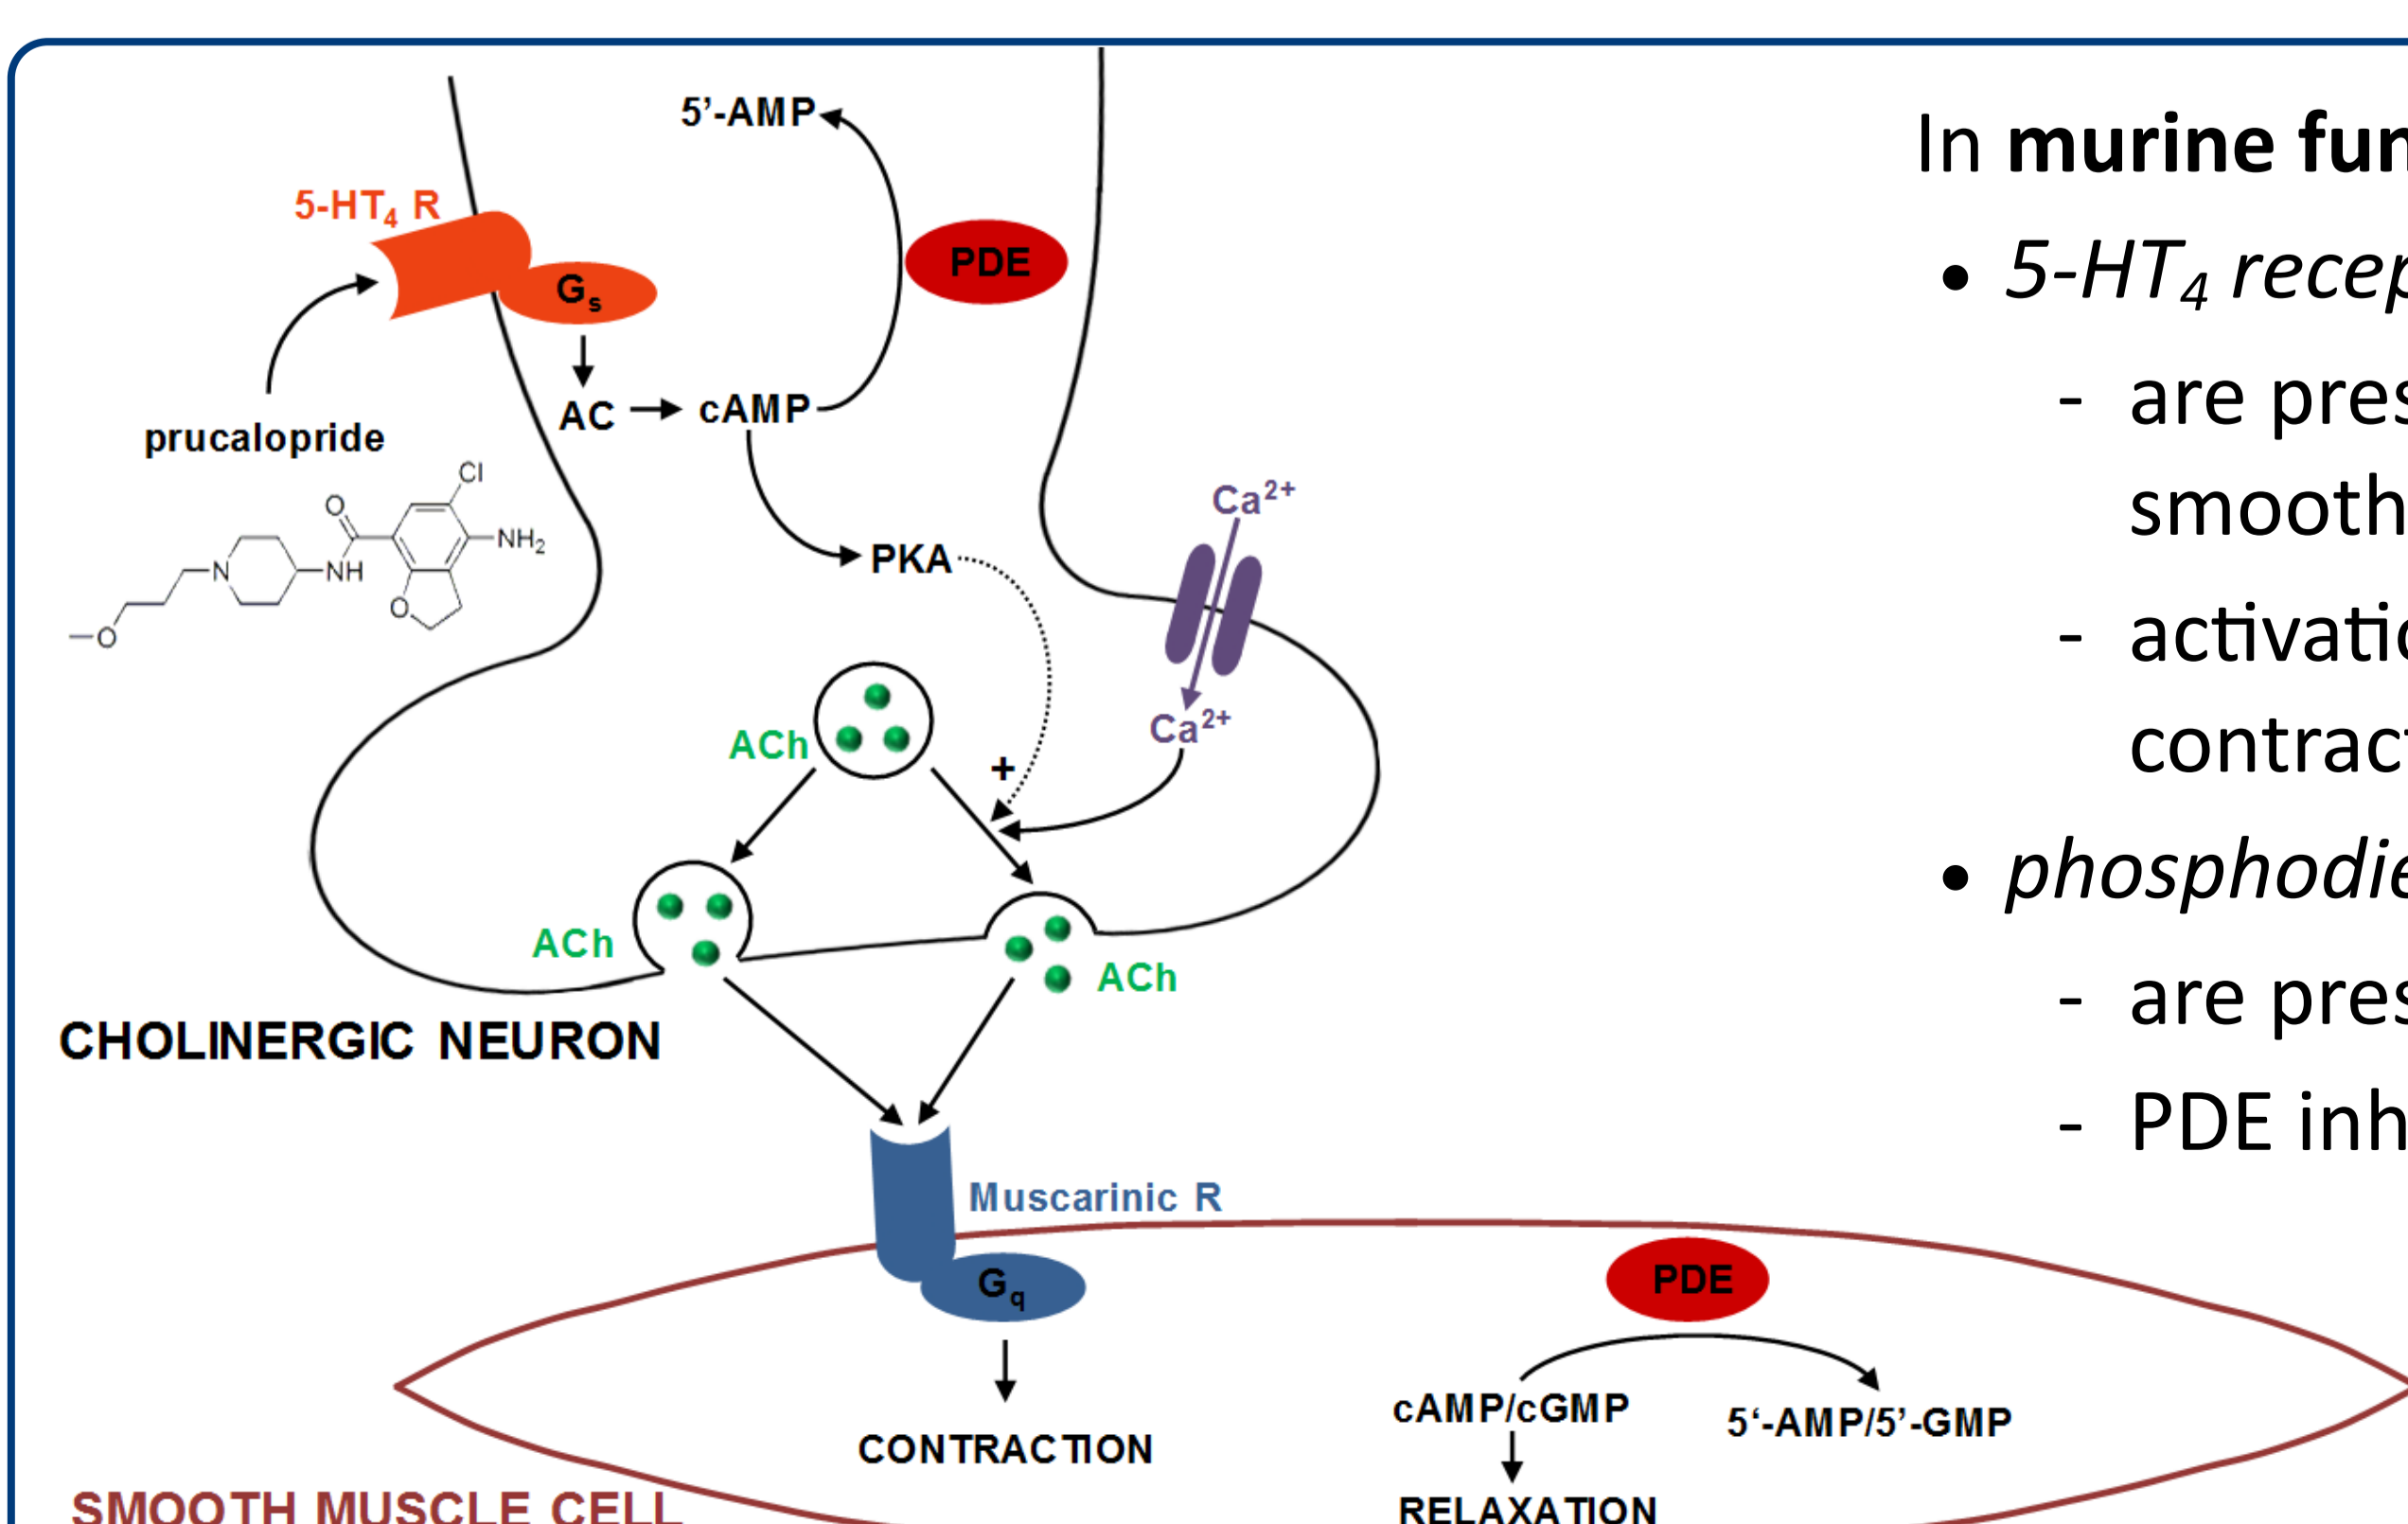 5’-AMP
5-HT4 R
PDE
Gs
AC
cAMP
prucalopride
Cl
O
NH2
N
NH
O
O
PKA
Ca2+
Ca2+
ACh
+
ACh
ACh
CHOLINERGIC NEURON
Muscarinic R
Gq
CONTRACTION
PDE
cAMP/cGMP
5‘-AMP/5’-GMP
RELAXATION
SMOOTH MUSCLE CELL
In murine fun
• 5-HT4 recep
- are pres
smooth
- activatio
contract
• phosphodie
- are pres
- PDE inh